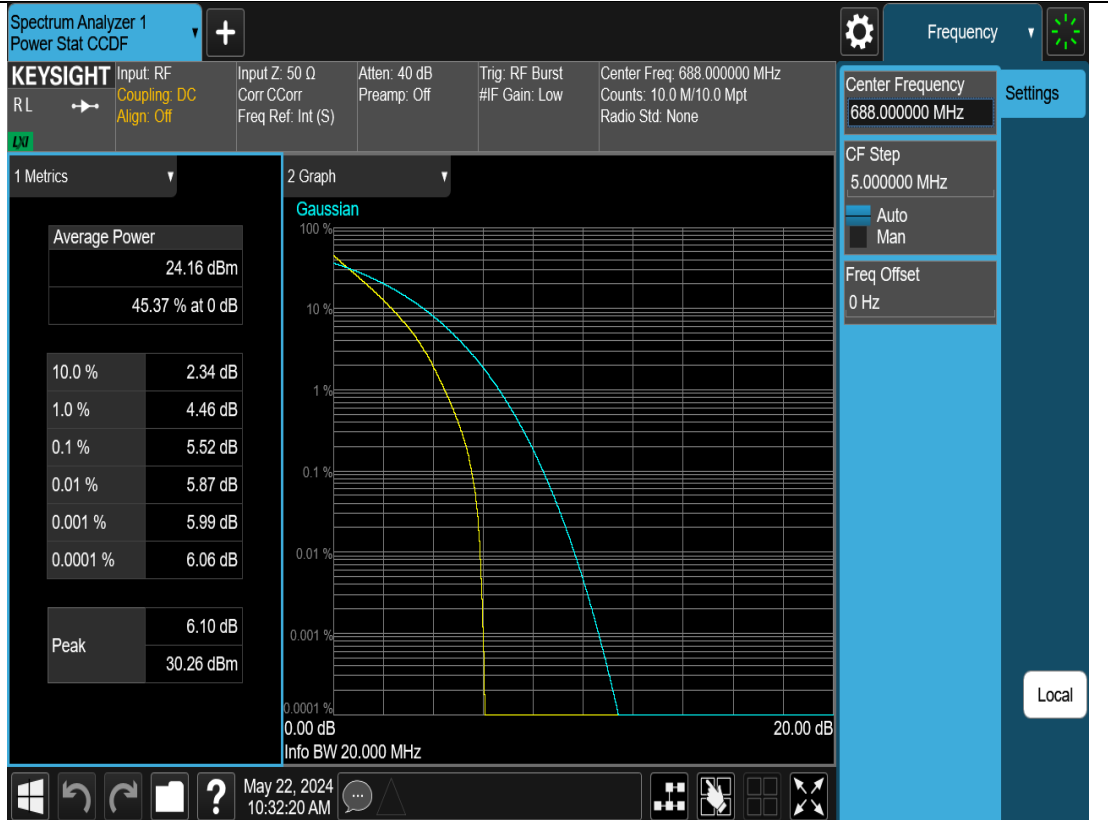 Spectrum Analyzer 1
Power Stat CCDF
+
Frequency
KEYSIGHT
R L
LXI
Input: RF
Coupling: DC
Align: Off
Input Z: 50 Ω
Corr CCorr
Freq Ref: Int (S)
Atten: 40 dB
Preamp: Off
Trig: RF Burst
#IF Gain: Low
Center Freq: 688.000000 MHz
Counts: 10.0 M/10.0 Mpt
Radio Std: None
Center Frequency
688.000000 MHz
Settings
CF Step
5.000000 MHz
Auto
Man
Freq Offset
0 Hz
Local
1 Metrics
Average Power
24.16 dBm
45.37 % at 0 dB
10.0 % 2.34 dB
1.0 % 4.46 dB
0.1 % 5.52 dB
0.01 % 5.87 dB
0.001 % 5.99 dB
0.0001 % 6.06 dB
Peak
6.10 dB
30.26 dBm
2 Graph
Gaussian
100 %
10 %
1 %
0.1 %
0.01 %
0.001 %
0.0001 %
0.00 dB 20.00 dB
Info BW 20.000 MHz
?
May 22, 2024
10:32:20 AM